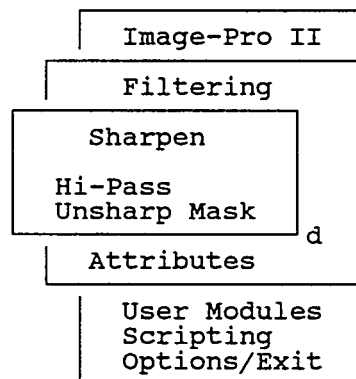 Image-Pro II
Filtering
Sharpen
Hi-Pass
Unsharp Mask
d
Attributes
User Modules
Scripting
Options/Exit